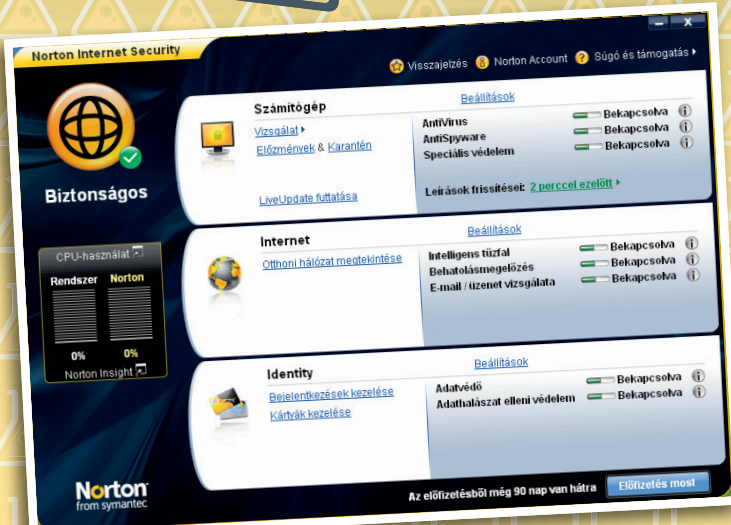 Norton Internet Security
Visszajelzés Norton Account Súgó és támogatás
Biztonságos
CPU-használat
Rendszer Norton
0% 0%
Norton Insight
Számítógép
Beállítások
Vizsgálat
Előzmények & Karantén
LiveUpdate futtatása
AntiVirus Bekapcsolva
AntiSpyware Bekapcsolva
Speciális védelem Bekapcsolva
Leírások frissítései: 2 perccel ezelőtt
Internet
Beállítások
Otthoni hálózat megtekintése
Intelligens tűzfal Bekapcsolva
Behatolásmegelőzés Bekapcsolva
E-mail / üzenet vizsgálata Bekapcsolva
Identity
Beállítások
Bejelentkezések kezelése
Kártyák kezelése
Adatvédő Bekapcsolva
Adathalászat elleni védelem Bekapcsolva
Norton
from symantec
Az előfizetésből még 90 nap van hátra Előfizetés most